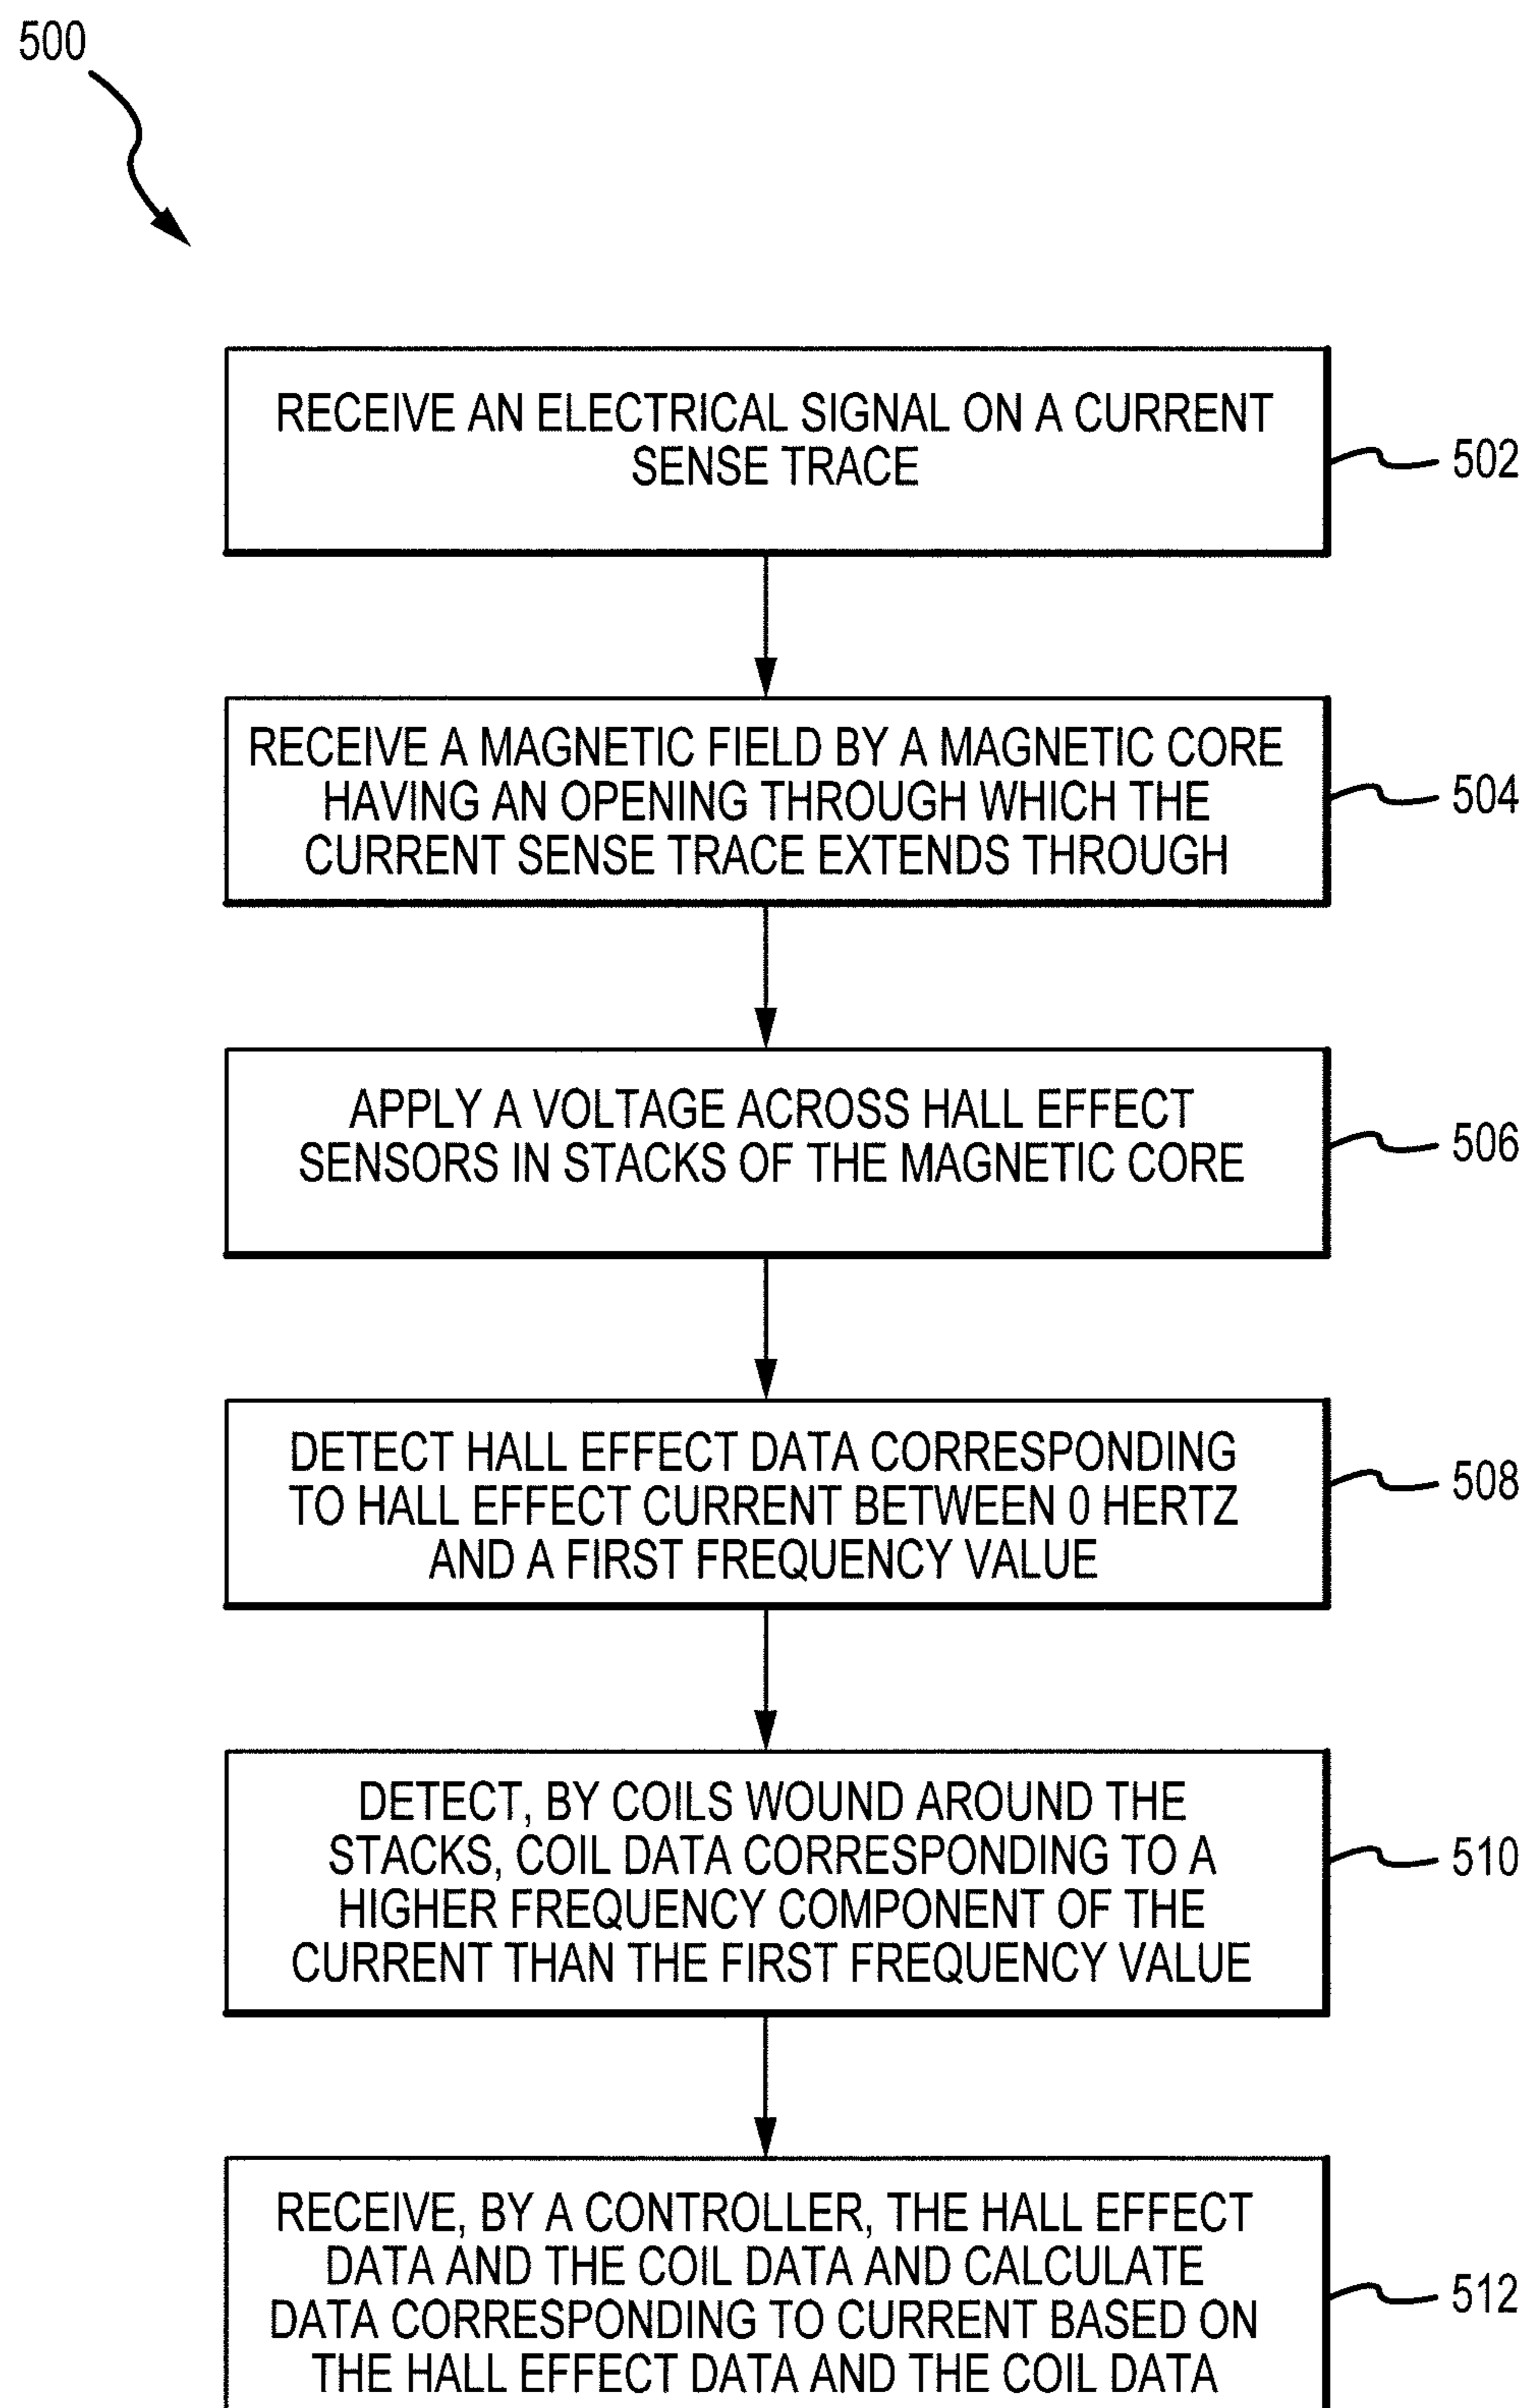 500
RECEIVE AN ELECTRICAL SIGNAL ON A CURRENT
SENSE TRACE
502
RECEIVE A MAGNETIC FIELD BY A MAGNETIC CORE
HAVING AN OPENING THROUGH WHICH THE
CURRENT SENSE TRACE EXTENDS THROUGH
504
APPLY A VOLTAGE ACROSS HALL EFFECT
SENSORS IN STACKS OF THE MAGNETIC CORE
506
DETECT HALL EFFECT DATA CORRESPONDING
TO HALL EFFECT CURRENT BETWEEN 0 HERTZ
AND A FIRST FREQUENCY VALUE
508
DETECT, BY COILS WOUND AROUND THE
STACKS, COIL DATA CORRESPONDING TO A
HIGHER FREQUENCY COMPONENT OF THE
CURRENT THAN THE FIRST FREQUENCY VALUE
510
RECEIVE, BY A CONTROLLER, THE HALL EFFECT
DATA AND THE COIL DATA AND CALCULATE
DATA CORRESPONDING TO CURRENT BASED ON
THE HALL EFFECT DATA AND THE COIL DATA
512